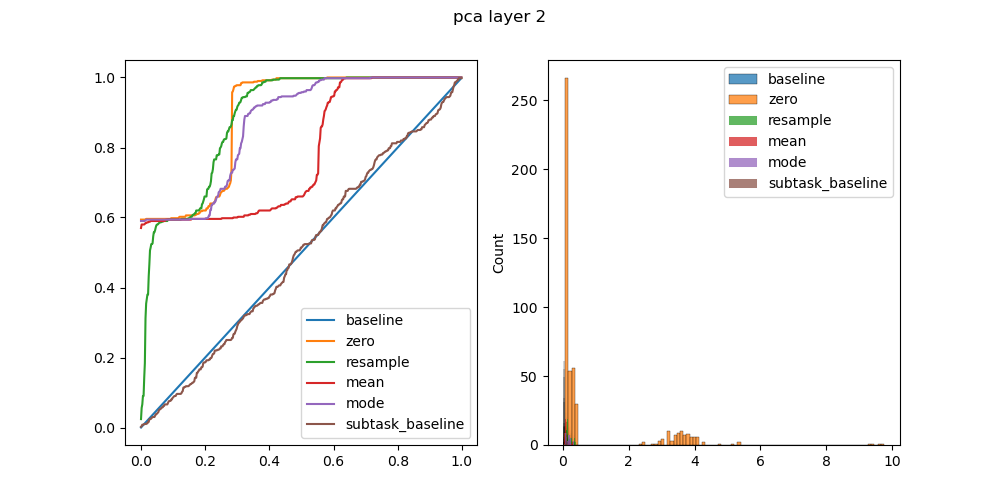 pca layer 2
1.0
0.8
0.6
0.4
0.2
0.0
0.0 0.2 0.4 0.6 0.8 1.0
baseline
zero
resample
mean
mode
subtask_baseline
Count
250
200
150
100
50
0
0 2 4 6 8 10
baseline
zero
resample
mean
mode
subtask_baseline